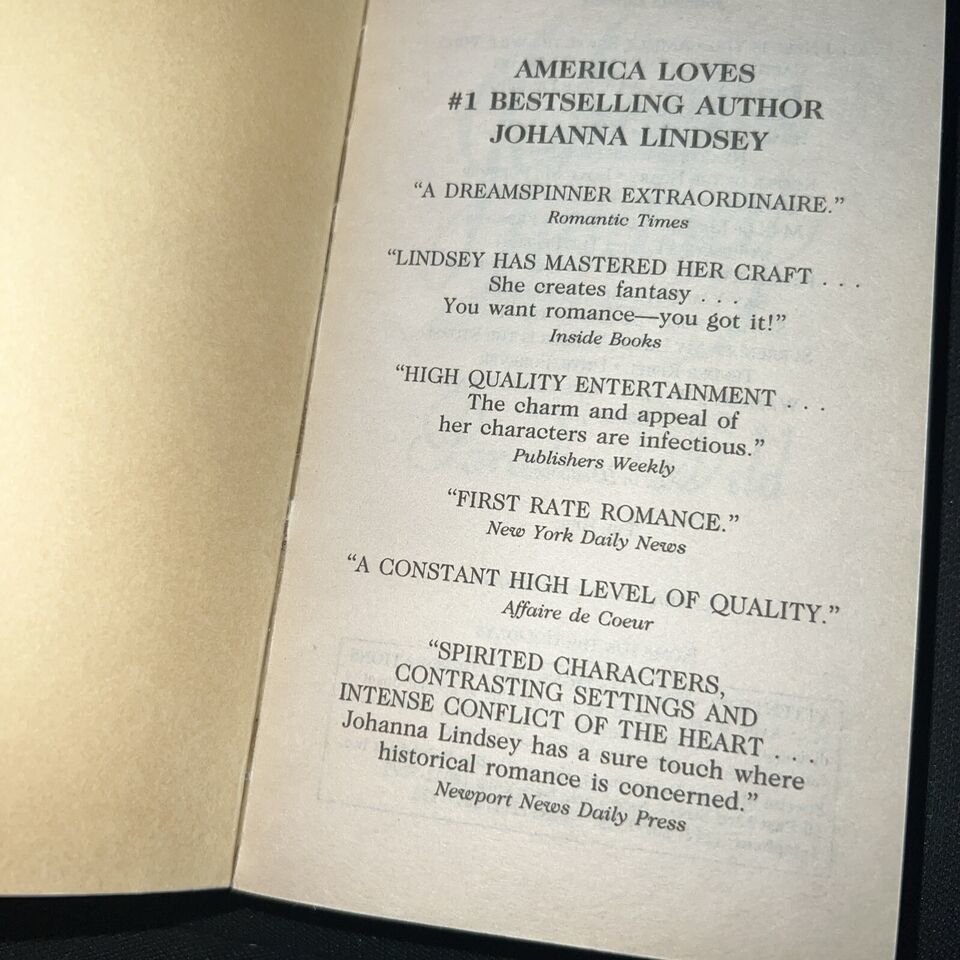 AMERICA LOVES
#1 BESTSELLING AUTHOR
JOHANNA LINDSEY
“A DREAMSPINNER EXTRAORDINAIRE.”
Romantic Times
“LINDSEY HAS MASTERED HER CRAFT . . .
She creates fantasy . . .
You want romance—you got it!”
Inside Books
“HIGH QUALITY ENTERTAINMENT . . .
The charm and appeal of
her characters are infectious.”
Publishers Weekly
“FIRST RATE ROMANCE.”
New York Daily News
“A CONSTANT HIGH LEVEL OF QUALITY.”
Affaire de Coeur
“SPIRITED CHARACTERS,
CONTRASTING SETTINGS AND
INTENSE CONFLICT OF THE HEART . . . .
Johanna Lindsey has a sure touch where
historical romance is concerned.”
Newport News Daily Press